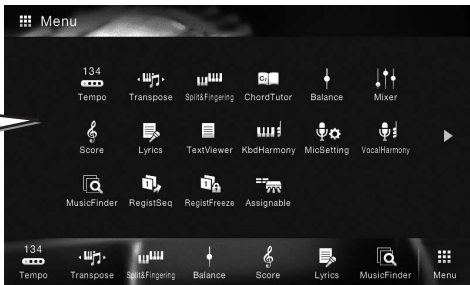 Menu
134
Tempo Transpose Split&Fingering ChordTutor Balance Mixer
Score Lyrics TextViewer KbdHarmony MicSetting VocalHarmony
MusicFinder RegistSeq RegistFreeze Assignable
134
Tempo Transpose Split&Fingering Balance Score Lyrics MusicFinder Menu